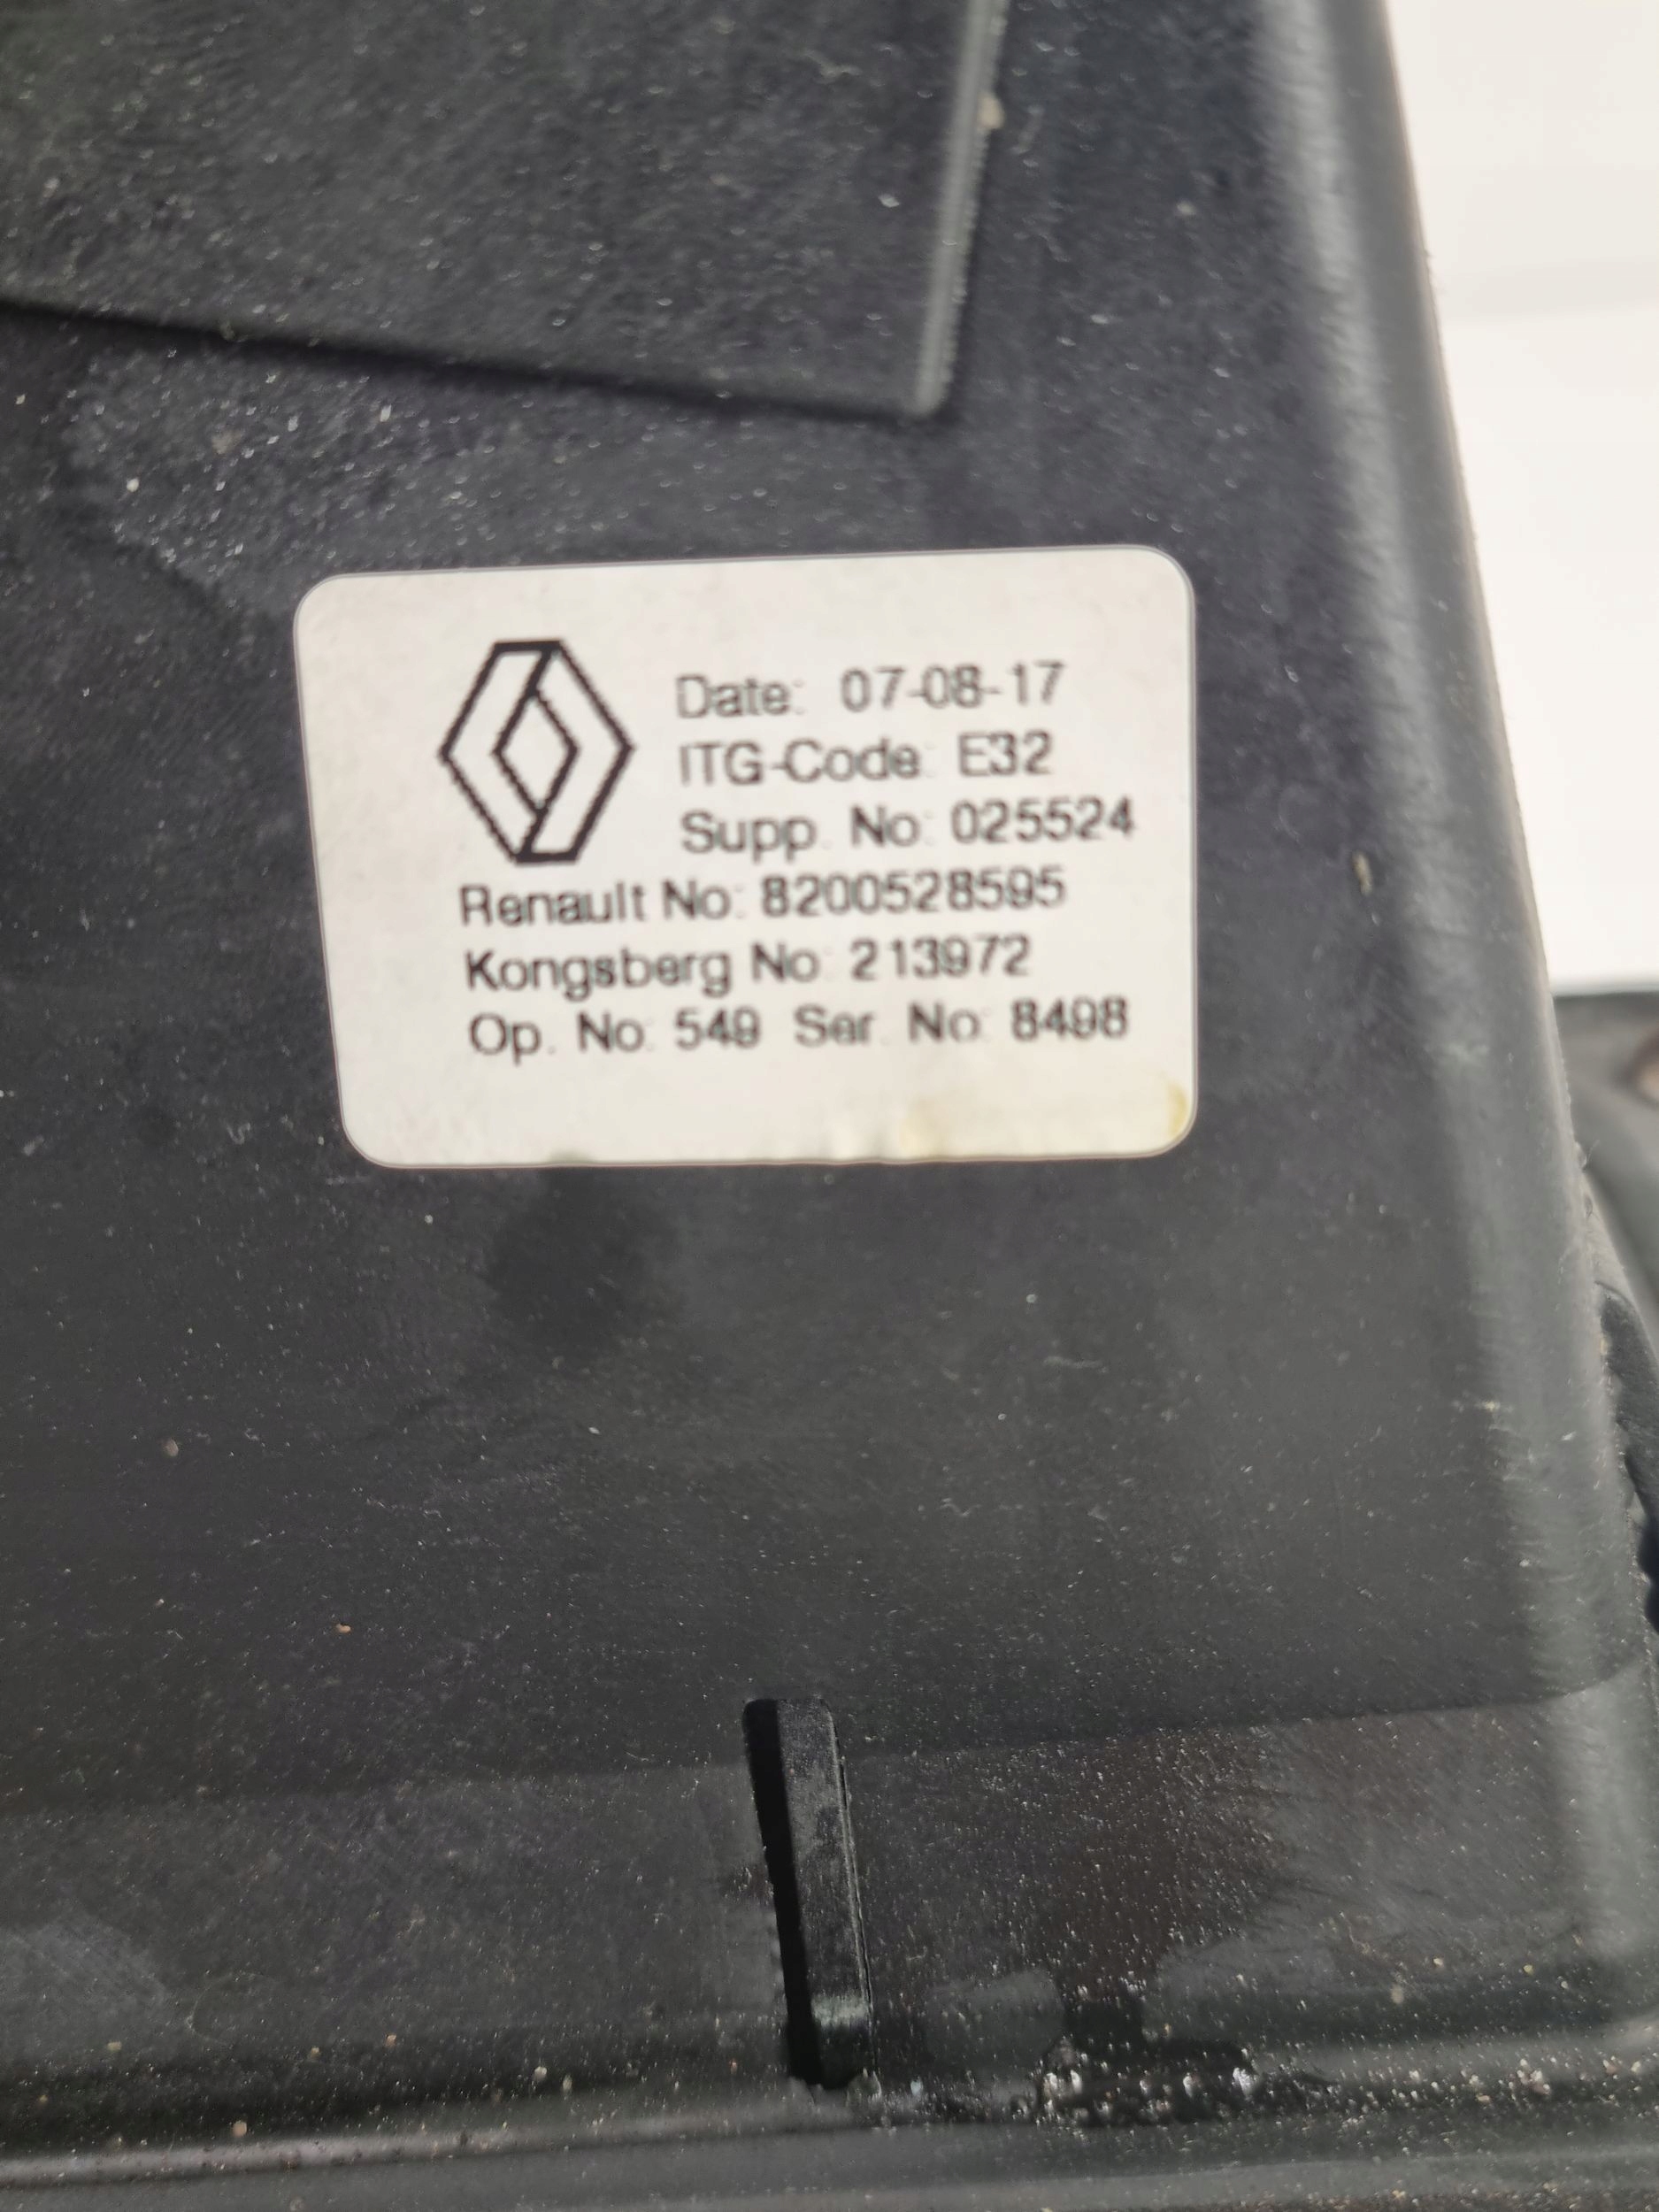 Date: 07-08-17
ITG-Code: E32
Supp. No: 025524
Renault No: 8200528595
Kongsberg No: 213972
Op. No: 549 Ser. No: 8498